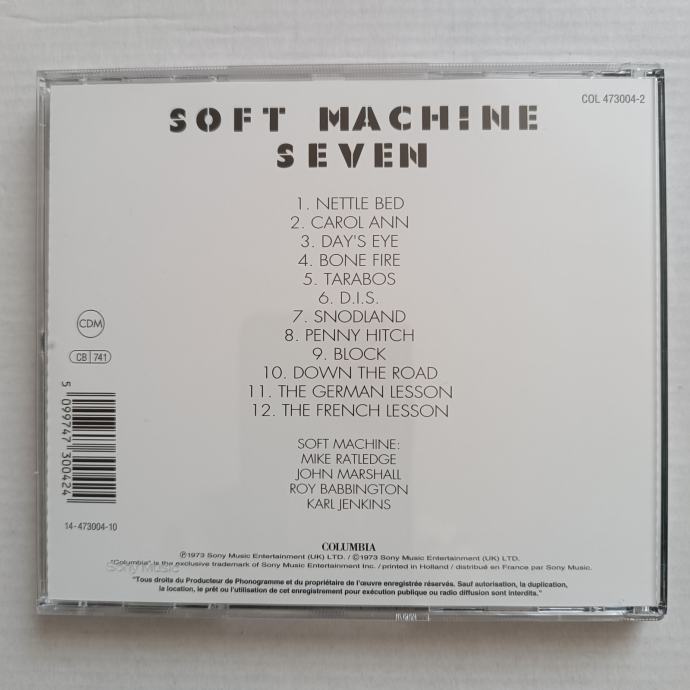 COL 473004-2
SOFT MACHINE
SEVEN
1. NETTLE BED
2. CAROL ANN
3. DAY'S EYE
4. BONE FIRE
5. TARABOS
6. D.I.S.
7. SNODLAND
8. PENNY HITCH
9. BLOCK
10. DOWN THE ROAD
11. THE GERMAN LESSON
12. THE FRENCH LESSON
SOFT MACHINE:
MIKE RATLEDGE
JOHN MARSHALL
ROY BABBINGTON
KARL JENKINS
CDM
CB 741
5 099747 300424
14-473004-10
COLUMBIA
℗1973 Sony Music Entertainment (UK) LTD. / ©1973 Sony Music Entertainment (UK) LTD.
"Columbia" is the exclusive trademark of Sony Music Entertainment Inc. / printed in Holland / distribué en France par Sony Music.
Sony Music
"Tous droits du Producteur de Phonogramme et du propriétaire de l'œuvre enregistrée réservés. Sauf autorisation, la duplication,
la location, le prêt ou l'utilisation de cet enregistrement pour exécution publique ou radio diffusion sont interdits."